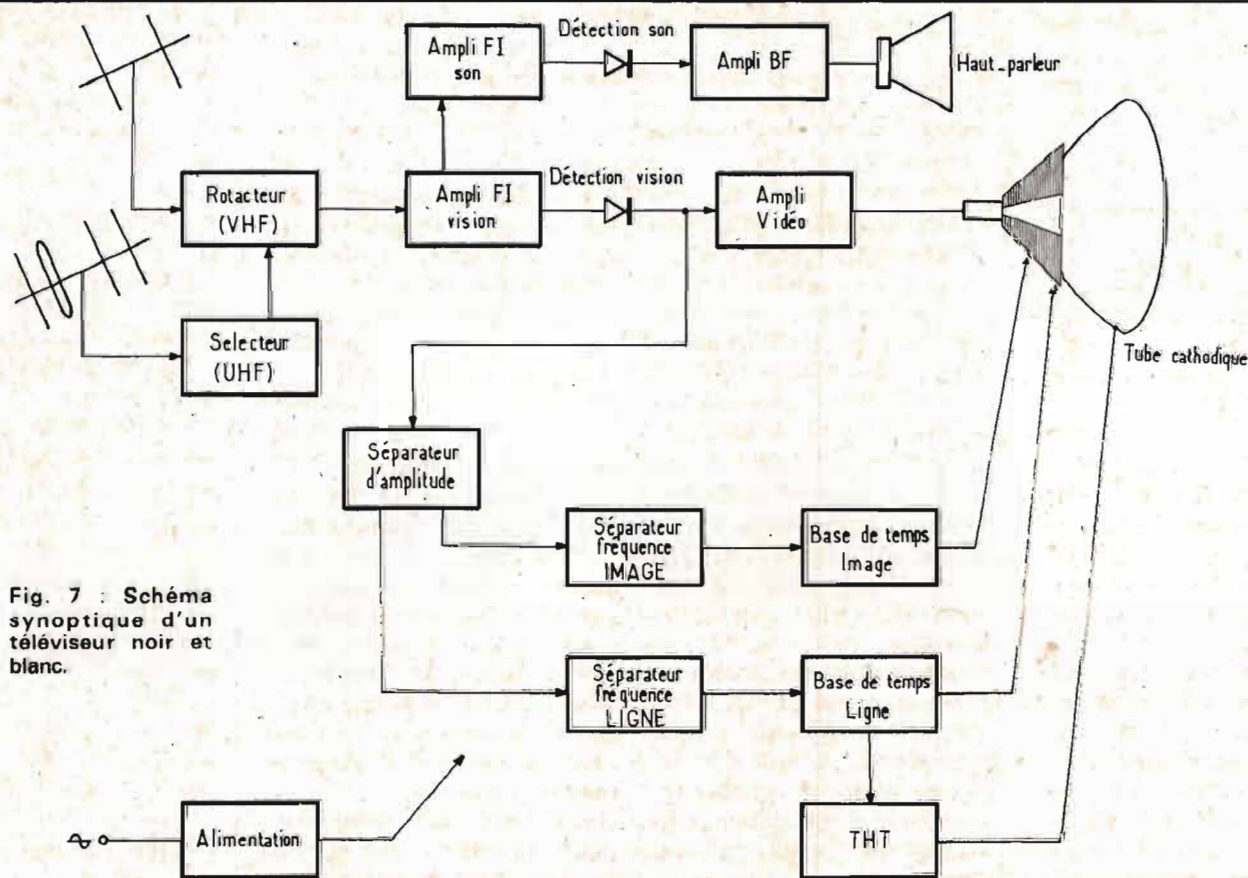 Ampli FI
son
Détection son
Ampli BF
Haut-parleur
Rotacteur
(VHF)
Ampli FI
vision
Détection vision
Ampli
Vidéo
Selecteur
(UHF)
Tube cathodique
Séparateur
d'amplitude
Séparateur
fréquence
IMAGE
Base de temps
Image
Fig. 7 : Schéma
synoptique d'un
téléviseur noir et
blanc.
Séparateur
fréquence
LIGNE
Base de temps
Ligne
Alimentation
THT